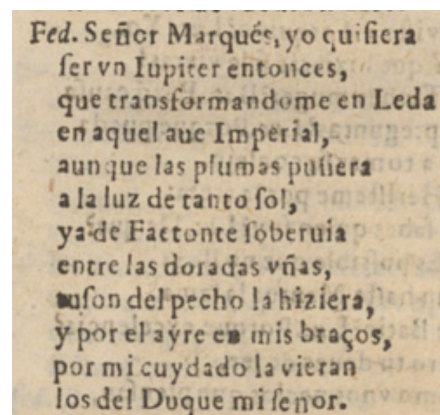 Fed. Señor Marqués, yo quisiera
ser vn Iupiter entonces,
que transformandome en Leda
en aquel aue Imperial,
aunque las plumas pusiera
a la luz de tanto sol,
ya de Faetonte soberuia
entre las doradas vñas,
tuson del pecho la hiziera,
y por el ayre en mis braços,
por mi cuydado la vieran
los del Duque mi señor.